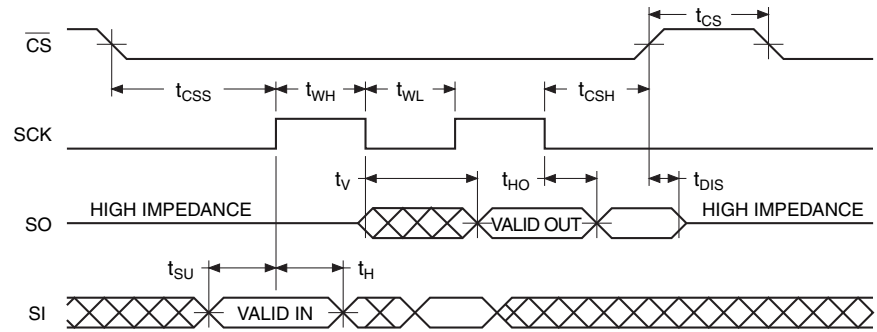 CS
tCS
tCSS
tWH
tWL
tCSH
SCK
tV
tHO
tDIS
HIGH IMPEDANCE
VALID OUT
HIGH IMPEDANCE
SO
tSU
tH
SI
VALID IN